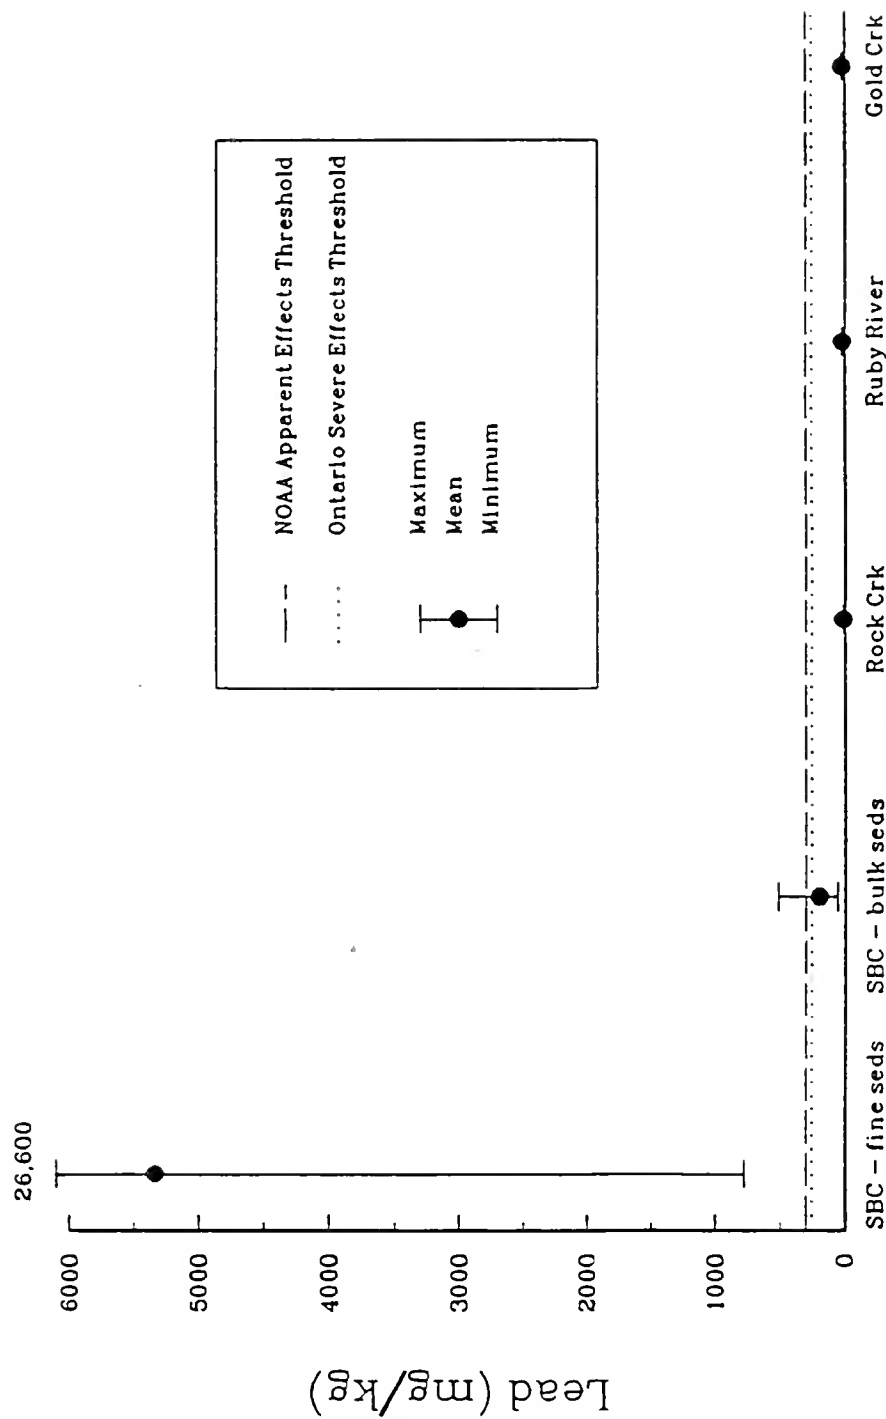 Lead (mg/kg)
26,600
6000
5000
4000
3000
2000
1000
0
NOAA Apparent Effects Threshold
Ontario Severe Effects Threshold
Maximum
Mean
Minimum
SBC - fine seds
SBC - bulk seds
Rock Crk
Ruby River
Gold Crk